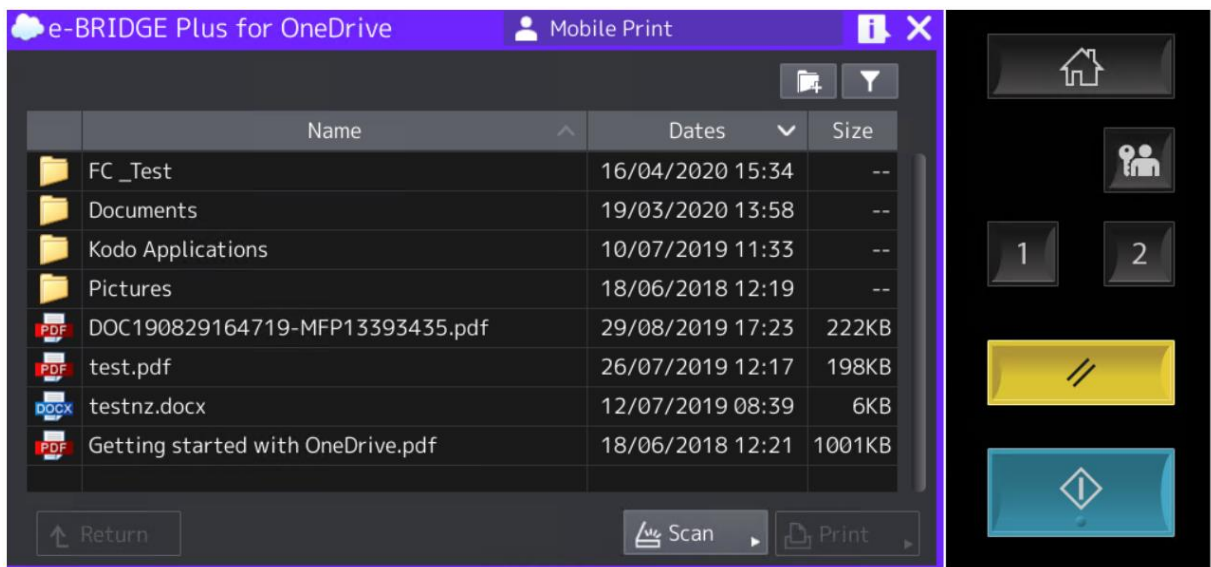 e-BRIDGE Plus for OneDrive Mobile Print i
Name Dates Size
FC _Test 16/04/2020 15:34 --
Documents 19/03/2020 13:58 --
Kodo Applications 10/07/2019 11:33 --
Pictures 18/06/2018 12:19 --
PDF DOC190829164719-MFP13393435.pdf 29/08/2019 17:23 222KB
PDF test.pdf 26/07/2019 12:17 198KB
DOCX testnz.docx 12/07/2019 08:39 6KB
PDF Getting started with OneDrive.pdf 18/06/2018 12:21 1001KB
Return Scan Print
1 2